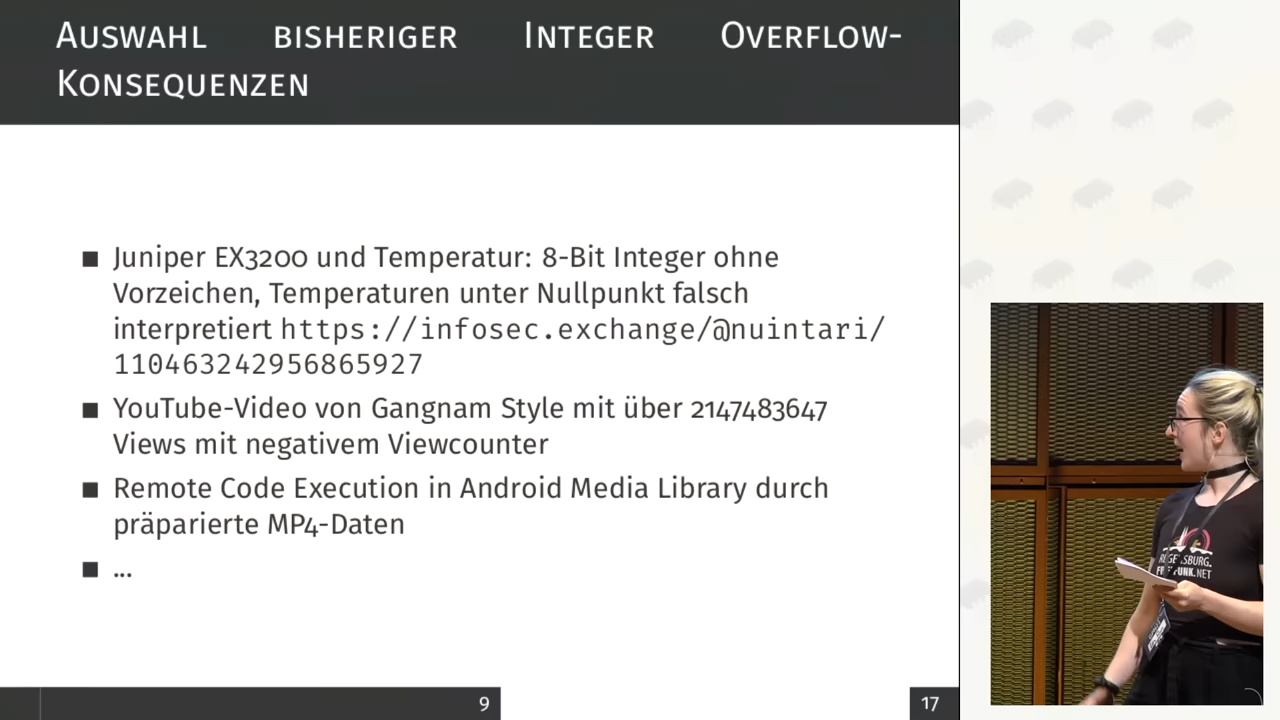 Auswahl bisheriger Integer Overflow-
Konsequenzen
Juniper EX3200 und Temperatur: 8-Bit Integer ohne
Vorzeichen, Temperaturen unter Nullpunkt falsch
interpretiert https://infosec.exchange/@nuintari/
110463242956865927
YouTube-Video von Gangnam Style mit über 2147483647
Views mit negativem Viewcounter
Remote Code Execution in Android Media Library durch
präparierte MP4-Daten
...
9
17